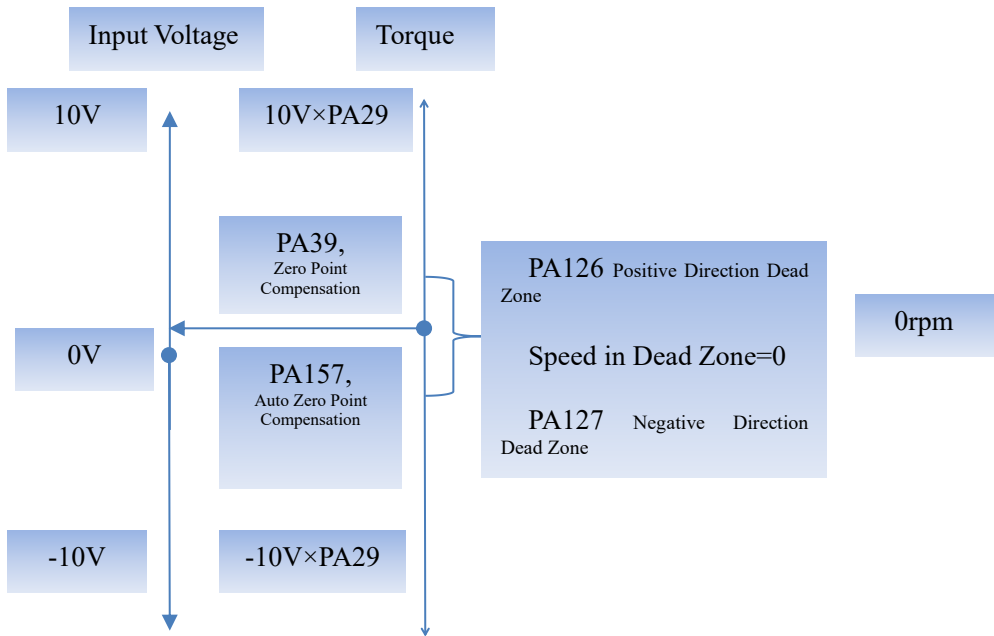 Input Voltage
Torque
10V
10V×PA29
PA39,
Zero Point
Compensation
PA126 Positive Direction Dead
Zone
0rpm
0V
Speed in Dead Zone=0
PA157,
Auto Zero Point
Compensation
PA127 Negative Direction
Dead Zone
-10V
-10V×PA29